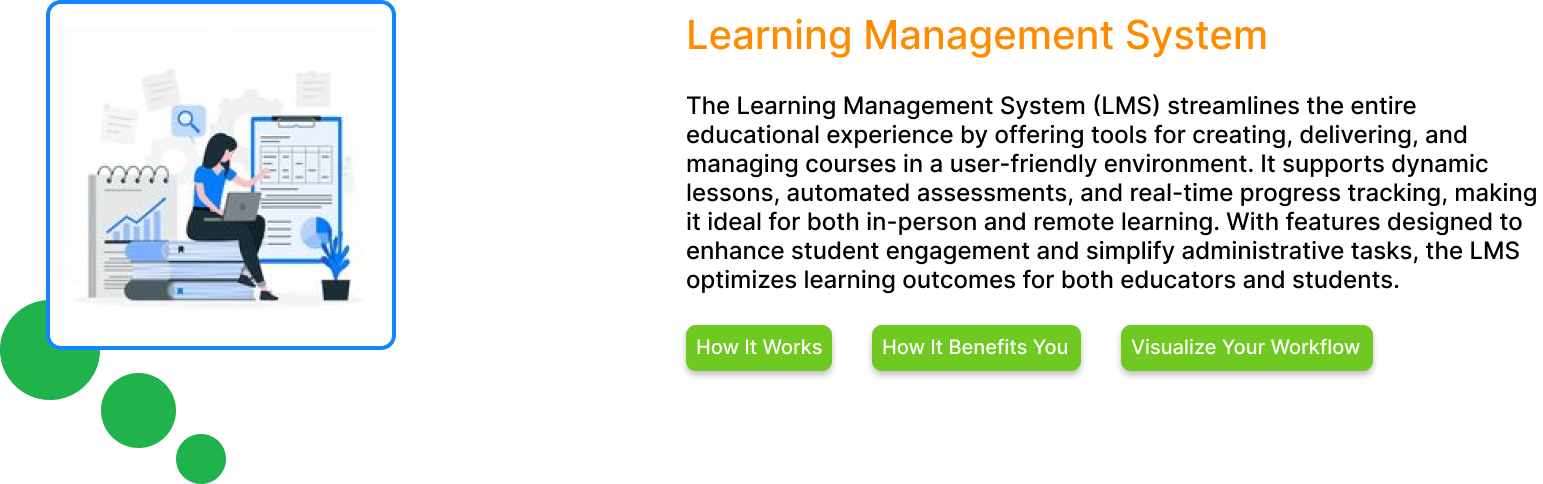 Learning Management System
The Learning Management System (LMS) streamlines the entire
educational experience by offering tools for creating, delivering, and
managing courses in a user-friendly environment. It supports dynamic
lessons, automated assessments, and real-time progress tracking, making
it ideal for both in-person and remote learning. With features designed to
enhance student engagement and simplify administrative tasks, the LMS
optimizes learning outcomes for both educators and students.
How It Works
How It Benefits You
Visualize Your Workflow